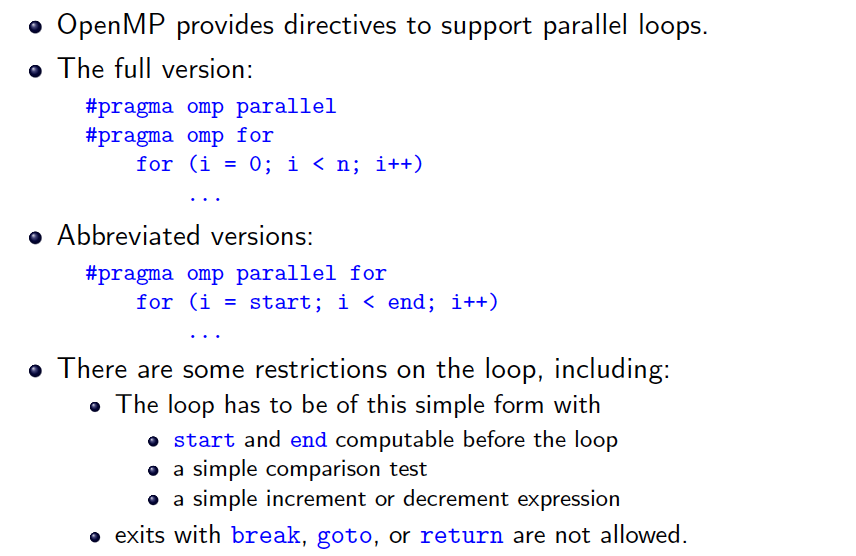 OpenMP provides directives to support parallel loops.
The full version:
#pragma omp parallel
#pragma omp for
for (i = 0; i < n; i++)
...
Abbreviated versions:
#pragma omp parallel for
for (i = start; i < end; i++)
...
There are some restrictions on the loop, including:
The loop has to be of this simple form with
start and end computable before the loop
a simple comparison test
a simple increment or decrement expression
exits with break, goto, or return are not allowed.